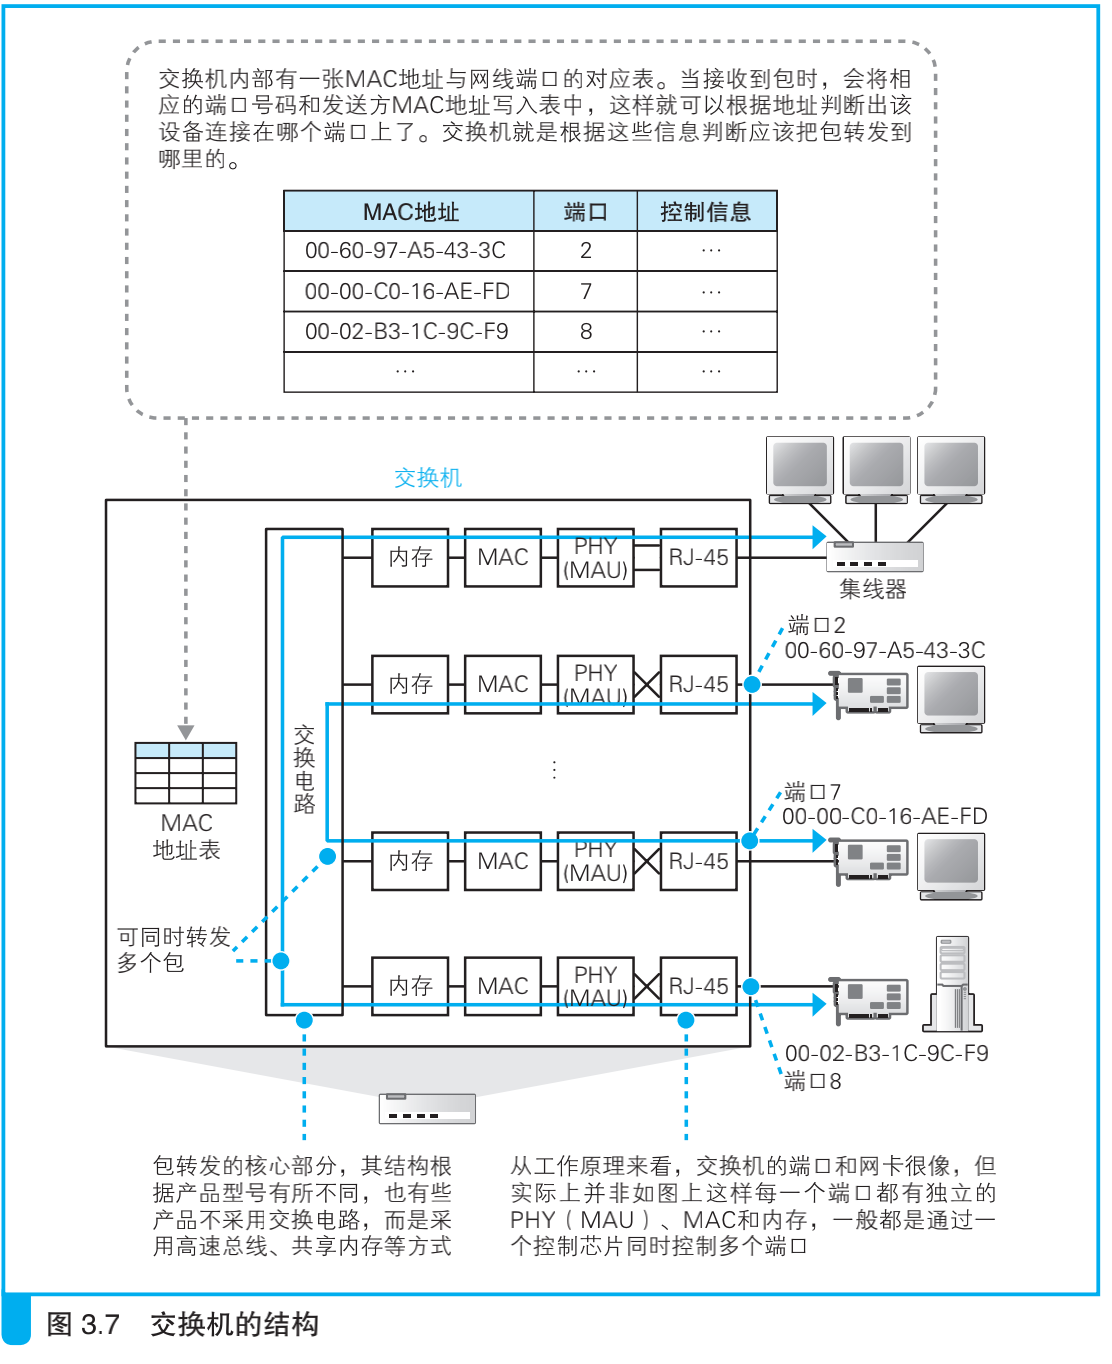 交换机内部有一张MAC地址与网线端口的对应表。当接收到包时，会将相
应的端口号码和发送方MAC地址写入表中，这样就可以根据地址判断出该
设备连接在哪个端口上了。交换机就是根据这些信息判断应该把包转发到
哪里的。
MAC地址 端口 控制信息
00-60-97-A5-43-3C 2 …
00-00-C0-16-AE-FD 7 …
00-02-B3-1C-9C-F9 8 …
… … …
交换机
内存 MAC PHY
(MAU) RJ-45
集线器
端口2
00-60-97-A5-43-3C
内存 MAC PHY
(MAU) RJ-45
交换电路
⋮
MAC
地址表
端口7
00-00-C0-16-AE-FD
内存 MAC PHY
(MAU) RJ-45
可同时转发
多个包
内存 MAC PHY
(MAU) RJ-45
00-02-B3-1C-9C-F9
端口8
包转发的核心部分，其结构根
据产品型号有所不同，也有些
产品不采用交换电路，而是采
用高速总线、共享内存等方式
从工作原理来看，交换机的端口和网卡很像，但
实际上并非如图上这样每一个端口都有独立的
PHY（MAU）、MAC和内存，一般都是通过一
个控制芯片同时控制多个端口
图 3.7 交换机的结构